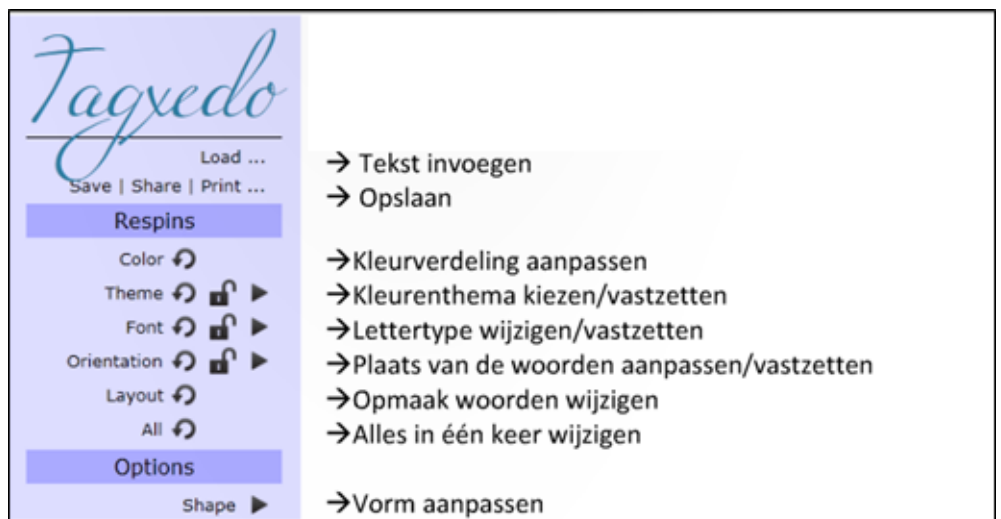 Tagxedo
Load ... → Tekst invoegen
Save | Share | Print ... → Opslaan
Respins
Color →Kleurverdeling aanpassen
Theme →Kleurenthema kiezen/vastzetten
Font →Lettertype wijzigen/vastzetten
Orientation →Plaats van de woorden aanpassen/vastzetten
Layout →Opmaak woorden wijzigen
All →Alles in één keer wijzigen
Options
Shape →Vorm aanpassen